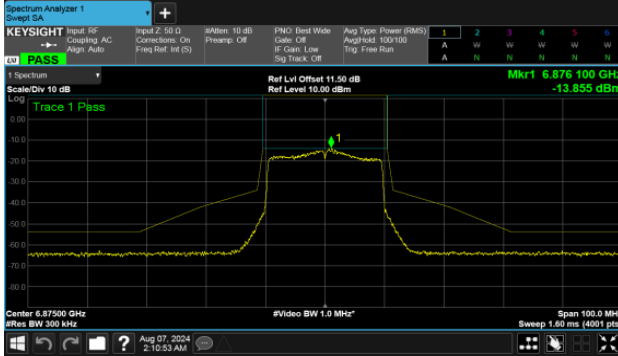 Spectrum Analyzer 1
Swept SA
+
KEYSIGHT
Input: RF
Coupling: AC
Align: Auto
Input Z: 50 Ω
Corrections: On
Freq Ref: Int (S)
#Atten: 10 dB
Preamp: Off
PNO: Best Wide
Gate: Off
IF Gain: Low
Sig Track: Off
Avg Type: Power (RMS)
Avg|Hold: 100/100
Trig: Free Run
1 2 3 4 5 6
A W W W W W
A N N N N N
LXI PASS
1 Spectrum
Scale/Div 10 dB
Ref Lvl Offset 11.50 dB
Ref Level 10.00 dBm
Mkr1 6.876 100 GHz
-13.855 dBm
Log
Trace 1 Pass
0.00
-10.0
1
-20.0
-30.0
-40.0
-50.0
-60.0
-70.0
-80.0
Center 6.87500 GHz
#Res BW 300 kHz
#Video BW 1.0 MHz*
Span 100.0 MHz
Sweep 1.60 ms (4001 pts)
?
Aug 07, 2024
2:10:53 AM